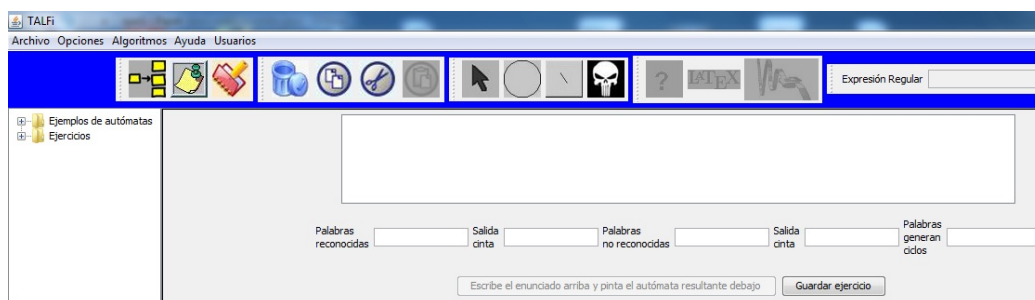 TALFi
Archivo Opciones Algoritmos Ayuda Usuarios
? LATEX
Expresión Regular
Ejemplos de autómatas
Ejercicios
Palabras reconocidas
Salida cinta
Palabras no reconocidas
Salida cinta
Palabras generan ciclos
Escribe el enunciado arriba y pinta el autómata resultante debajo
Guardar ejercicio